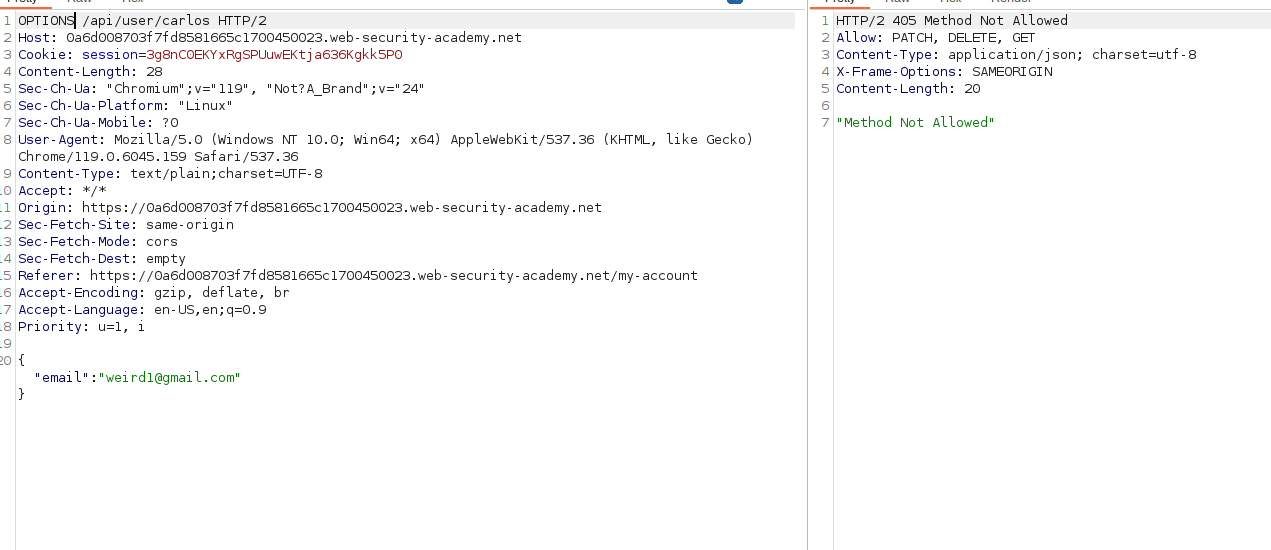 1 OPTIONS /api/user/carlos HTTP/2
2 Host: 0a6d008703f7fd8581665c1700450023.web-security-academy.net
3 Cookie: session=3g8nC0EKYxRgSPUuwEKtja636Kgkk5P0
4 Content-Length: 28
5 Sec-Ch-Ua: "Chromium";v="119", "Not?A_Brand";v="24"
6 Sec-Ch-Ua-Platform: "Linux"
7 Sec-Ch-Ua-Mobile: ?0
8 User-Agent: Mozilla/5.0 (Windows NT 10.0; Win64; x64) AppleWebKit/537.36 (KHTML, like Gecko)
Chrome/119.0.6045.159 Safari/537.36
9 Content-Type: text/plain;charset=UTF-8
10 Accept: */*
11 Origin: https://0a6d008703f7fd8581665c1700450023.web-security-academy.net
12 Sec-Fetch-Site: same-origin
13 Sec-Fetch-Mode: cors
14 Sec-Fetch-Dest: empty
15 Referer: https://0a6d008703f7fd8581665c1700450023.web-security-academy.net/my-account
16 Accept-Encoding: gzip, deflate, br
17 Accept-Language: en-US,en;q=0.9
18 Priority: u=1, i
19
20 {
"email":"weird1@gmail.com"
}
1 HTTP/2 405 Method Not Allowed
2 Allow: PATCH, DELETE, GET
3 Content-Type: application/json; charset=utf-8
4 X-Frame-Options: SAMEORIGIN
5 Content-Length: 20
6
7 "Method Not Allowed"